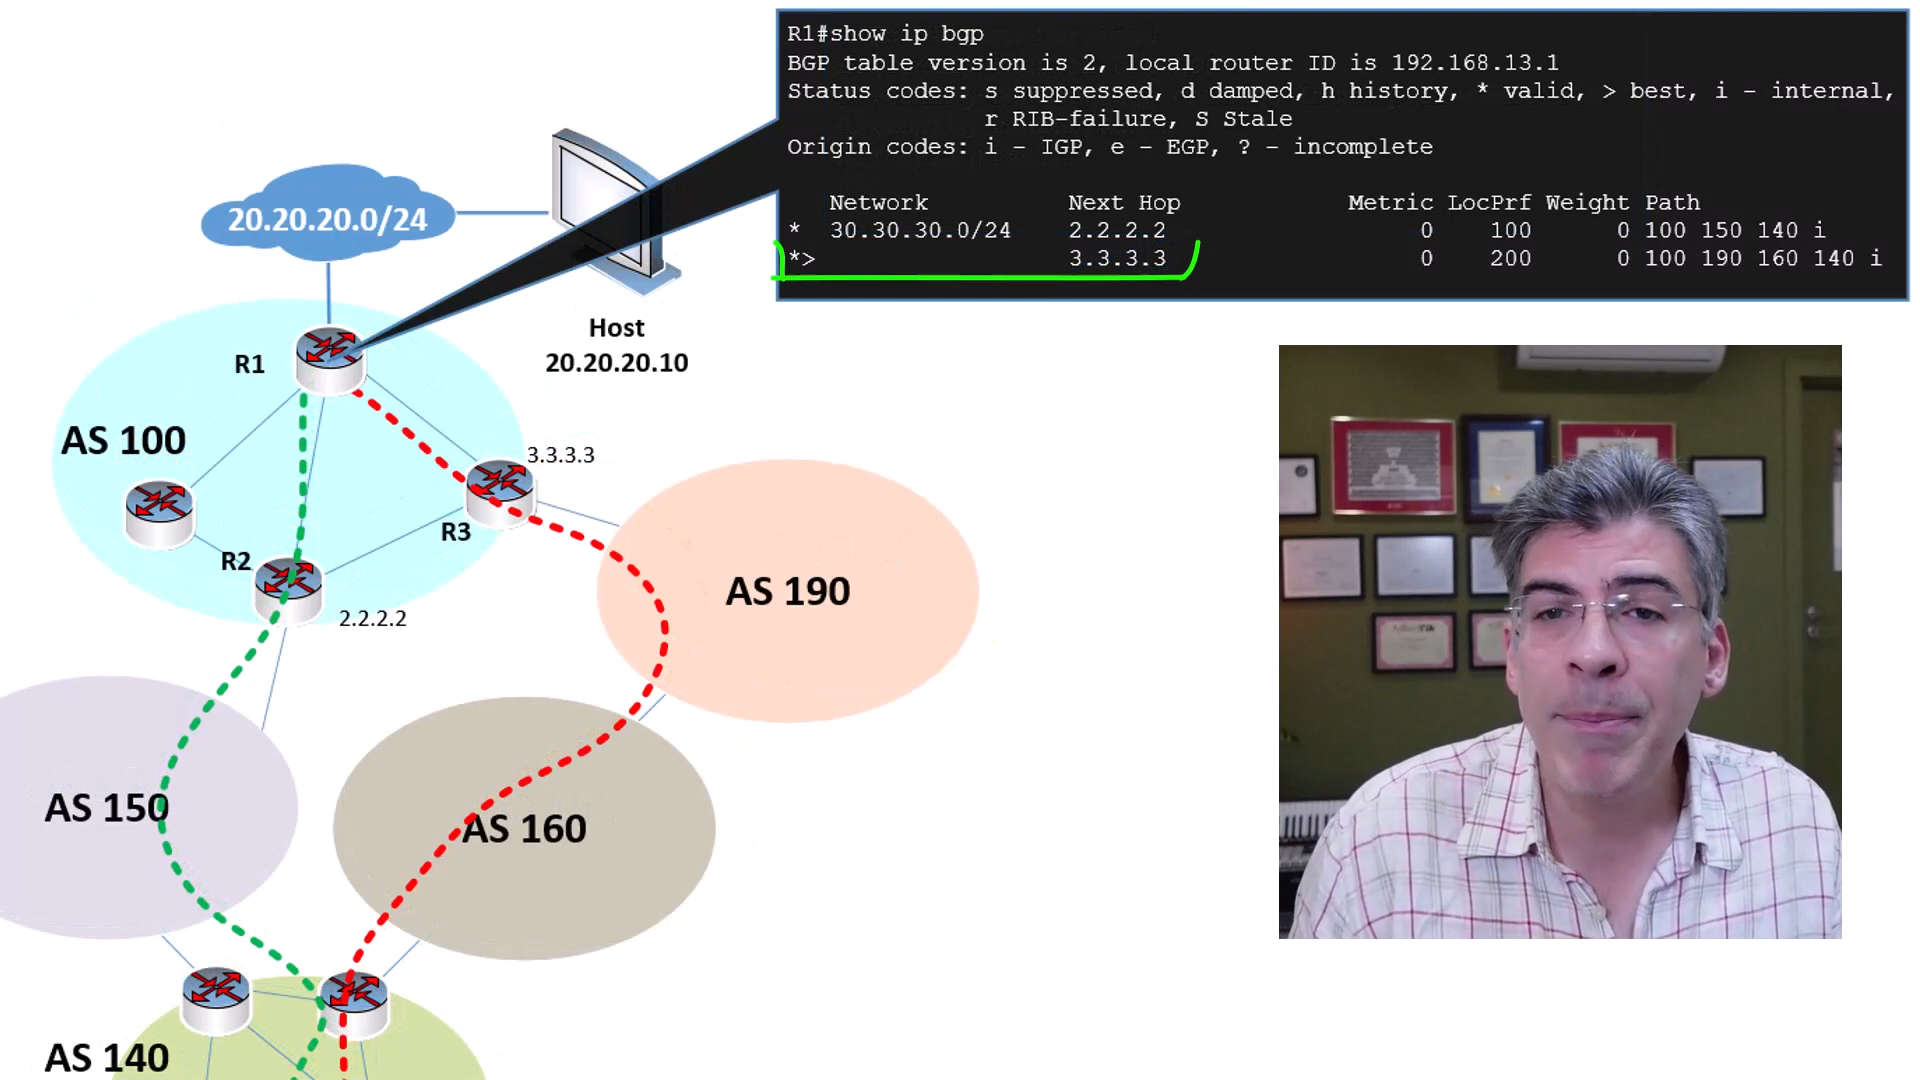 R1#show ip bgp
BGP table version is 2, local router ID is 192.168.13.1
Status codes: s suppressed, d damped, h history, * valid, > best, i - internal,
r RIB-failure, S Stale
Origin codes: i - IGP, e - EGP, ? - incomplete
Network Next Hop Metric LocPrf Weight Path
* 30.30.30.0/24 2.2.2.2 0 100 0 100 150 140 i
*> 3.3.3.3 0 200 0 100 190 160 140 i
20.20.20.0/24
Host
20.20.20.10
R1
AS 100
3.3.3.3
R3
R2
2.2.2.2
AS 190
AS 150
AS 160
AS 140